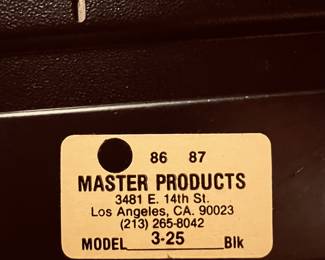 86 87
MASTER PRODUCTS
3481 E. 14th St.
Los Angeles, CA. 90023
(213) 265-8042
MODEL 3-25 Blk